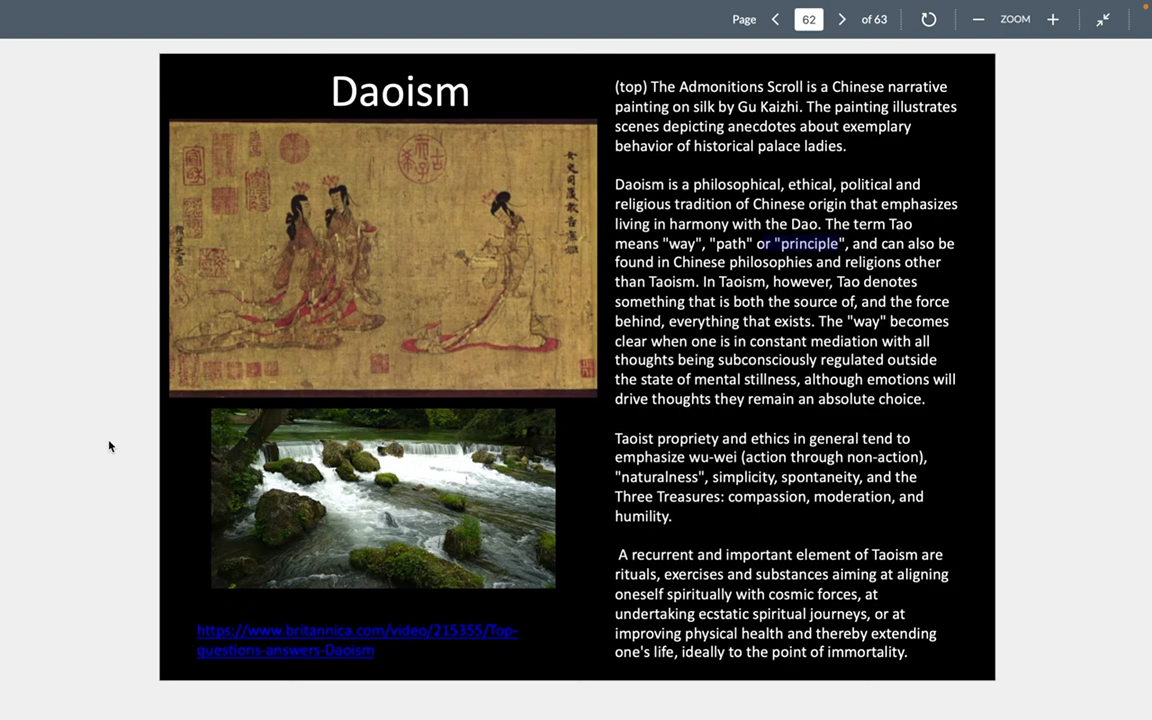 Page
62
of 63
ZOOM
Daoism
(top) The Admonitions Scroll is a Chinese narrative
painting on silk by Gu Kaizhi. The painting illustrates
scenes depicting anecdotes about exemplary
behavior of historical palace ladies.
Daoism is a philosophical, ethical, political and
religious tradition of Chinese origin that emphasizes
living in harmony with the Dao. The term Tao
means "way", "path" or "principle", and can also be
found in Chinese philosophies and religions other
than Taoism. In Taoism, however, Tao denotes
something that is both the source of, and the force
behind, everything that exists. The "way" becomes
clear when one is in constant mediation with all
thoughts being subconsciously regulated outside
the state of mental stillness, although emotions will
drive thoughts they remain an absolute choice.
Taoist propriety and ethics in general tend to
emphasize wu-wei (action through non-action),
"naturalness", simplicity, spontaneity, and the
Three Treasures: compassion, moderation, and
humility.
A recurrent and important element of Taoism are
rituals, exercises and substances aiming at aligning
oneself spiritually with cosmic forces, at
undertaking ecstatic spiritual journeys, or at
improving physical health and thereby extending
one's life, ideally to the point of immortality.
https://www.britannica.com/video/215355/Top-
questions-answers-Daoism